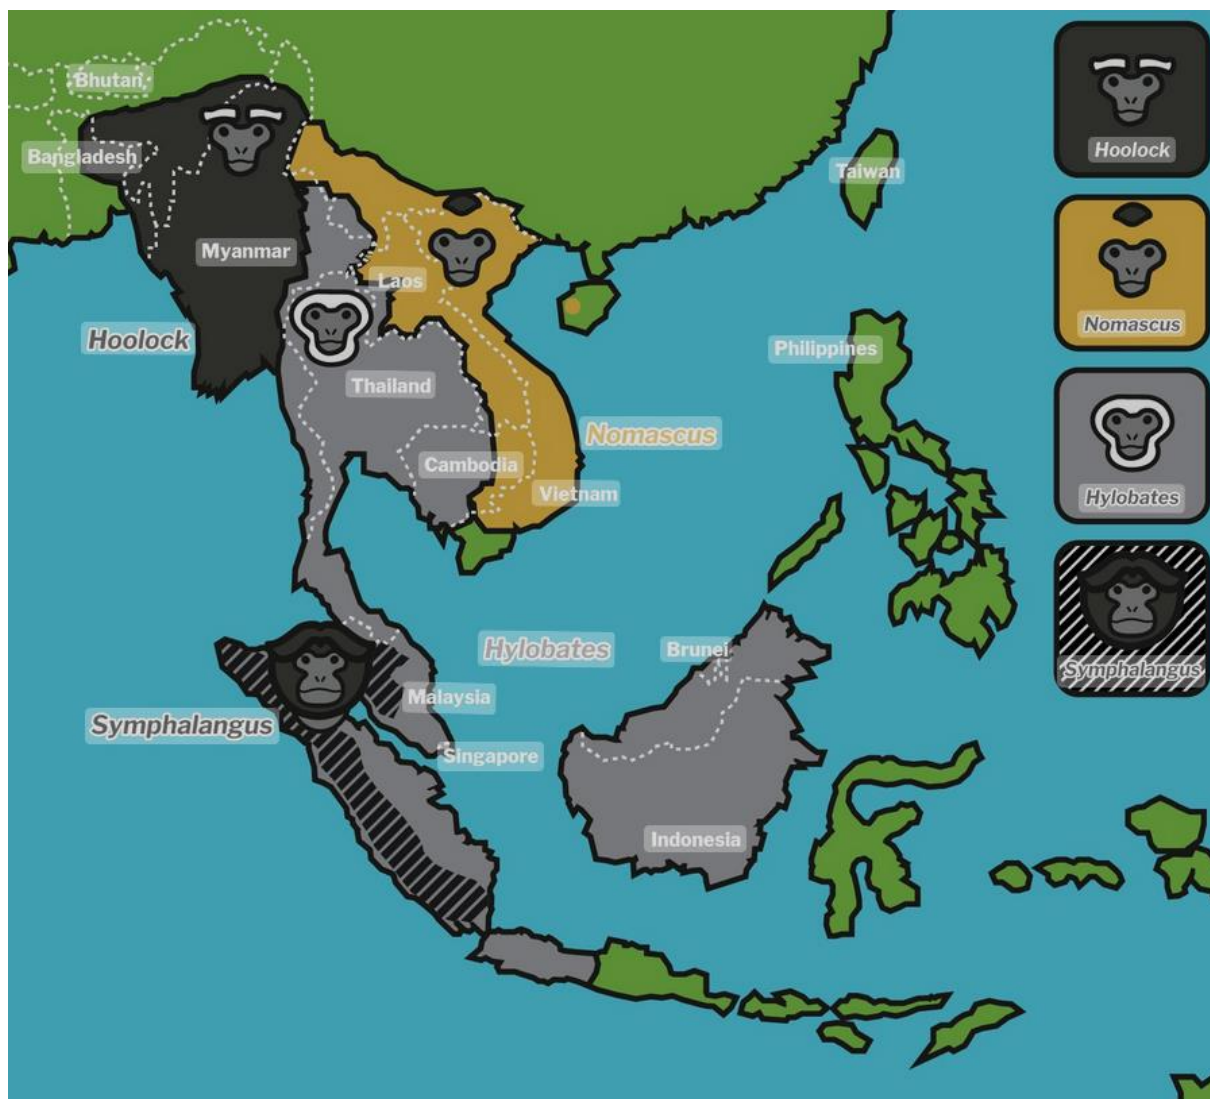 Bhutan
Hoolock
Bangladesh
Taiwan
Myanmar
Laos
Nomascus
Hoolock
Philippines
Thailand
Nomascus
Cambodia
Vietnam
Hylobates
Hylobates
Brunei
Symphalangus
Malaysia
Symphalangus
Singapore
Indonesia